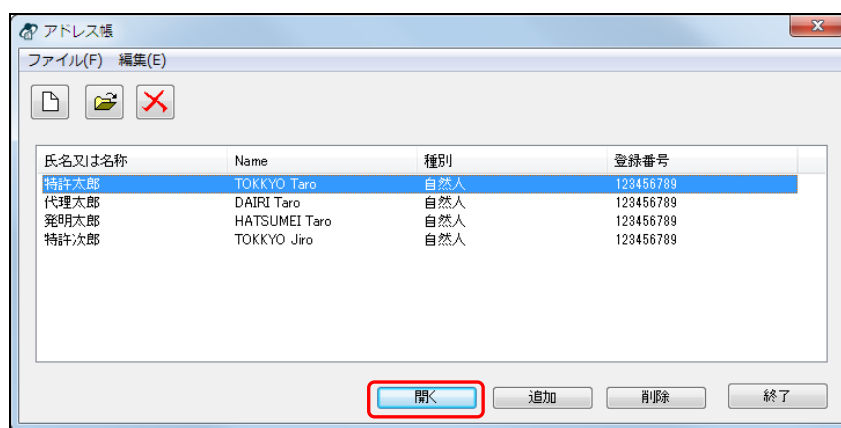 アドレス帳
ファイル(F) 編集(E)
氏名又は名称 Name 種別 登録番号
特許太郎 TOKKYO Taro 自然人 123456789
代理太郎 DAIRI Taro 自然人 123456789
発明太郎 HATSUMEI Taro 自然人 123456789
特許次郎 TOKKYO Jiro 自然人 123456789
開く 追加 削除 終了